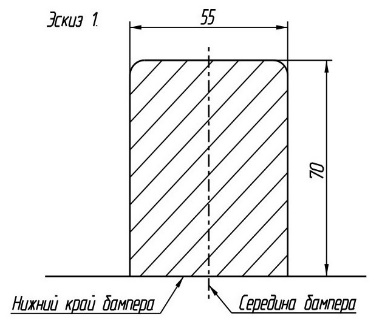 Эскиз 1.
55
70
Нижний край бампера
Середина бампера